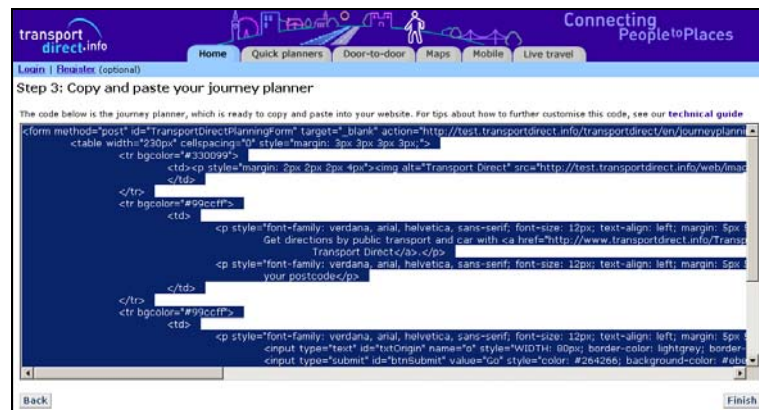 transport
direct.info
Connecting
PeopletoPlaces
Home Quick planners Door-to-door Maps Mobile Live travel
Login | Register (optional)
Step 3: Copy and paste your journey planner
The code below is the journey planner, which is ready to copy and paste into your website. For tips about how to further customise this code, see our technical guide
<form method="post" id="TransportDirectPlanningForm" target="_blank" action="http://test.transportdirect.info/transportdirect/en/journeyplanni
<table width="230px" cellspacing="0" style="margin: 3px 3px 3px 3px;">
<tr bgcolor="#330099">
<td><p style="margin: 2px 2px 2px 4px"><img alt="Transport Direct" src="http://test.transportdirect.info/web/imag
</td>
</tr>
<tr bgcolor="#99ccff">
<td>
<p style="font-family: verdana, arial, helvetica, sans-serif; font-size: 12px; text-align: left; margin: 5px 5
Get directions by public transport and car with <a href="http://www.transportdirect.info/Transp
Transport Direct</a>.</p>
<p style="font-family: verdana, arial, helvetica, sans-serif; font-size: 12px; text-align: left; margin: 5px 5
your postcode</p>
</td>
</tr>
<tr bgcolor="#99ccff">
<td>
<p style="font-family: verdana, arial, helvetica, sans-serif; font-size: 12px; text-align: left; margin: 5px 5
<input type="text" id="txtOrigin" name="o" style="WIDTH: 80px; border-color: lightgrey; border-
<input type="submit" id="btnSubmit" value="Go" style="color: #264266; background-color: #ebe
Back Finish